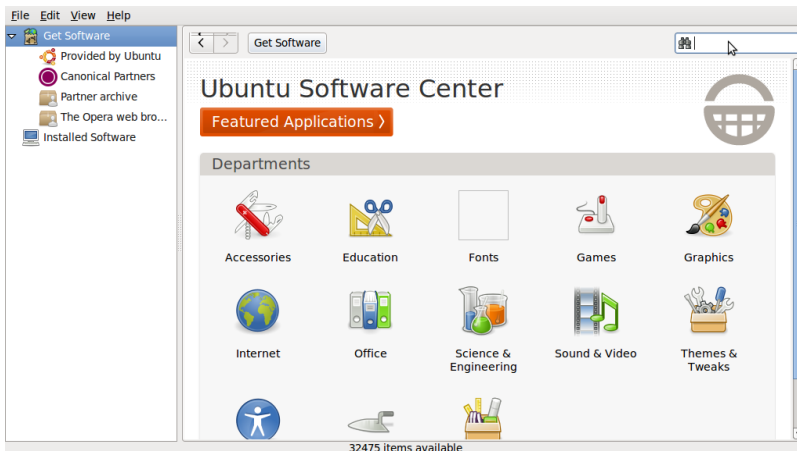 File Edit View Help
Get Software
Provided by Ubuntu
Canonical Partners
Partner archive
The Opera web bro...
Installed Software
Get Software
Ubuntu Software Center
Featured Applications
Departments
Accessories Education Fonts Games Graphics
Internet Office Science & Engineering Sound & Video Themes & Tweaks
32475 items available